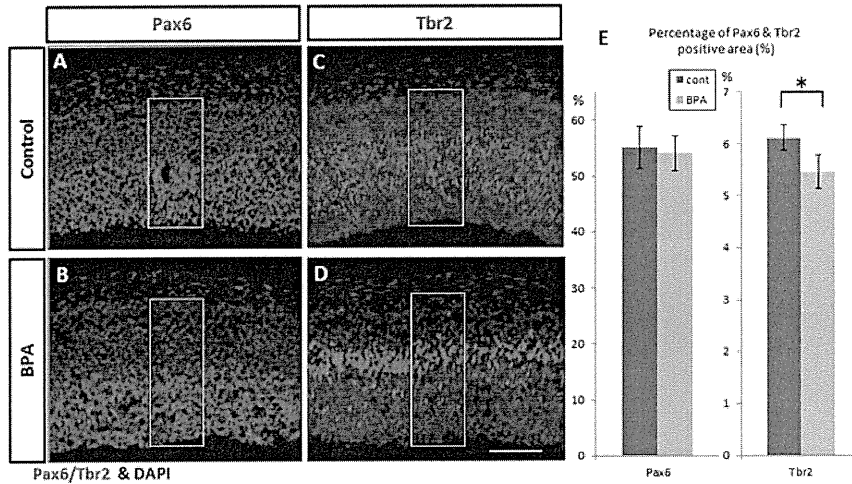 Pax6
Tbr2
Control
BPA
A
C
B
D
Pax6/Tbr2 & DAPI
E
Percentage of Pax6 & Tbr2
positive area (%)
cont
BPA
%
60
50
40
30
20
10
0
Pax6
%
7
6
5
4
3
2
1
0
*
Tbr2